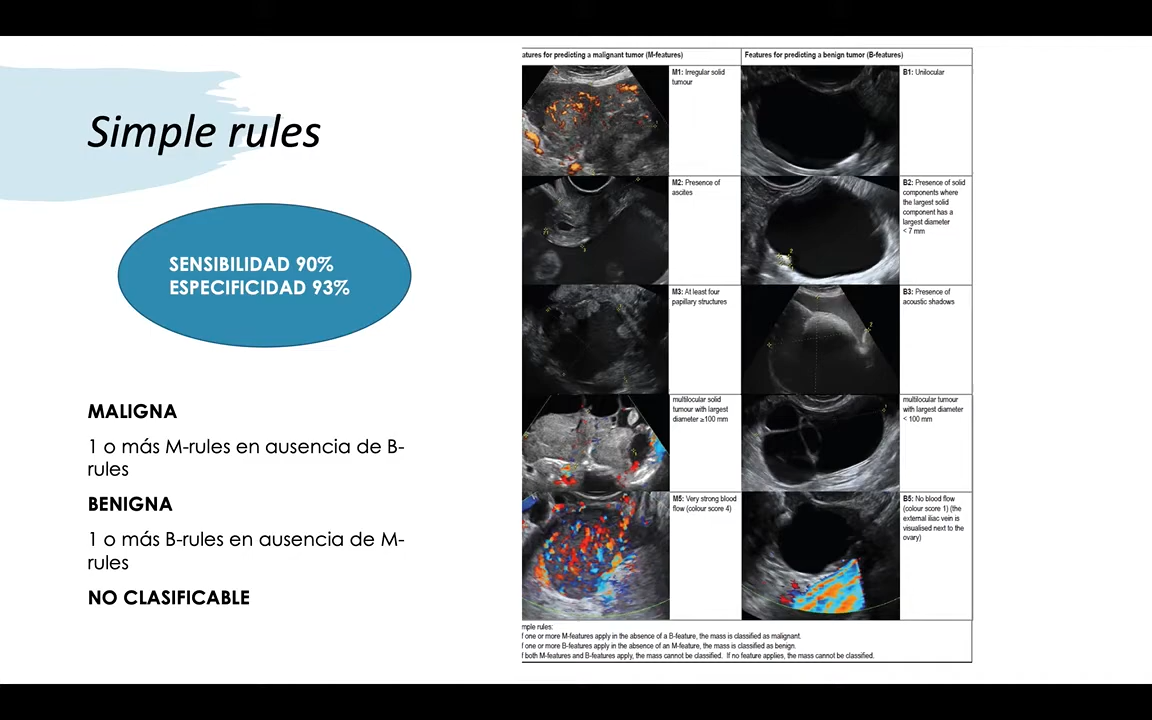 Simple rules
SENSIBILIDAD 90%
ESPECIFICIDAD 93%
MALIGNA
1 o más M-rules en ausencia de B-
rules
BENIGNA
1 o más B-rules en ausencia de M-
rules
NO CLASIFICABLE
atures for predicting a malignant tumor (M-features)
Features for predicting a benign tumor (B-features)
M1: Irregular solid
tumour
B1: Unilocular
M2: Presence of
ascites
B2: Presence of solid
components where
the largest solid
component has a
largest diameter
< 7 mm
M3: At least four
papillary structures
B3: Presence of
acoustic shadows
multilocular solid
tumour with largest
diameter ≥100 mm
multilocular tumour
with largest diameter
< 100 mm
M5: Very strong blood
flow (colour score 4)
B5: No blood flow
(colour score 1) (the
external iliac vein is
visualised next to the
ovary)
mple rules:
f one or more M-features apply in the absence of a B-feature, the mass is classified as malignant.
f one or more B-features apply in the absence of an M-feature, the mass is classified as benign.
f both M-features and B-features apply, the mass cannot be classified. If no feature applies, the mass cannot be classified.